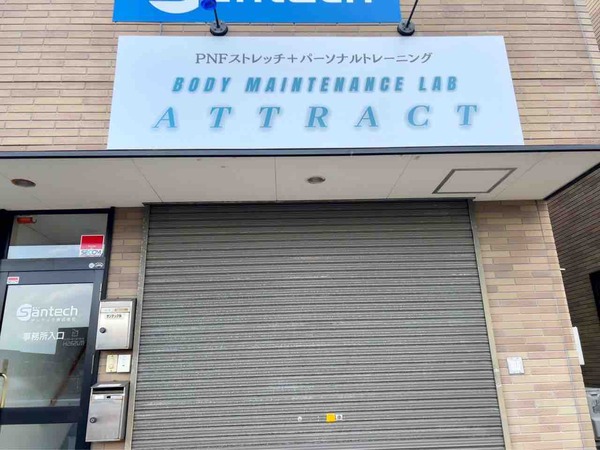 Santech
PNFストレッチ+パーソナルトレーニング
BODY MAINTENANCE LAB
ATTRACT
SECOM
Santech
事務所入口